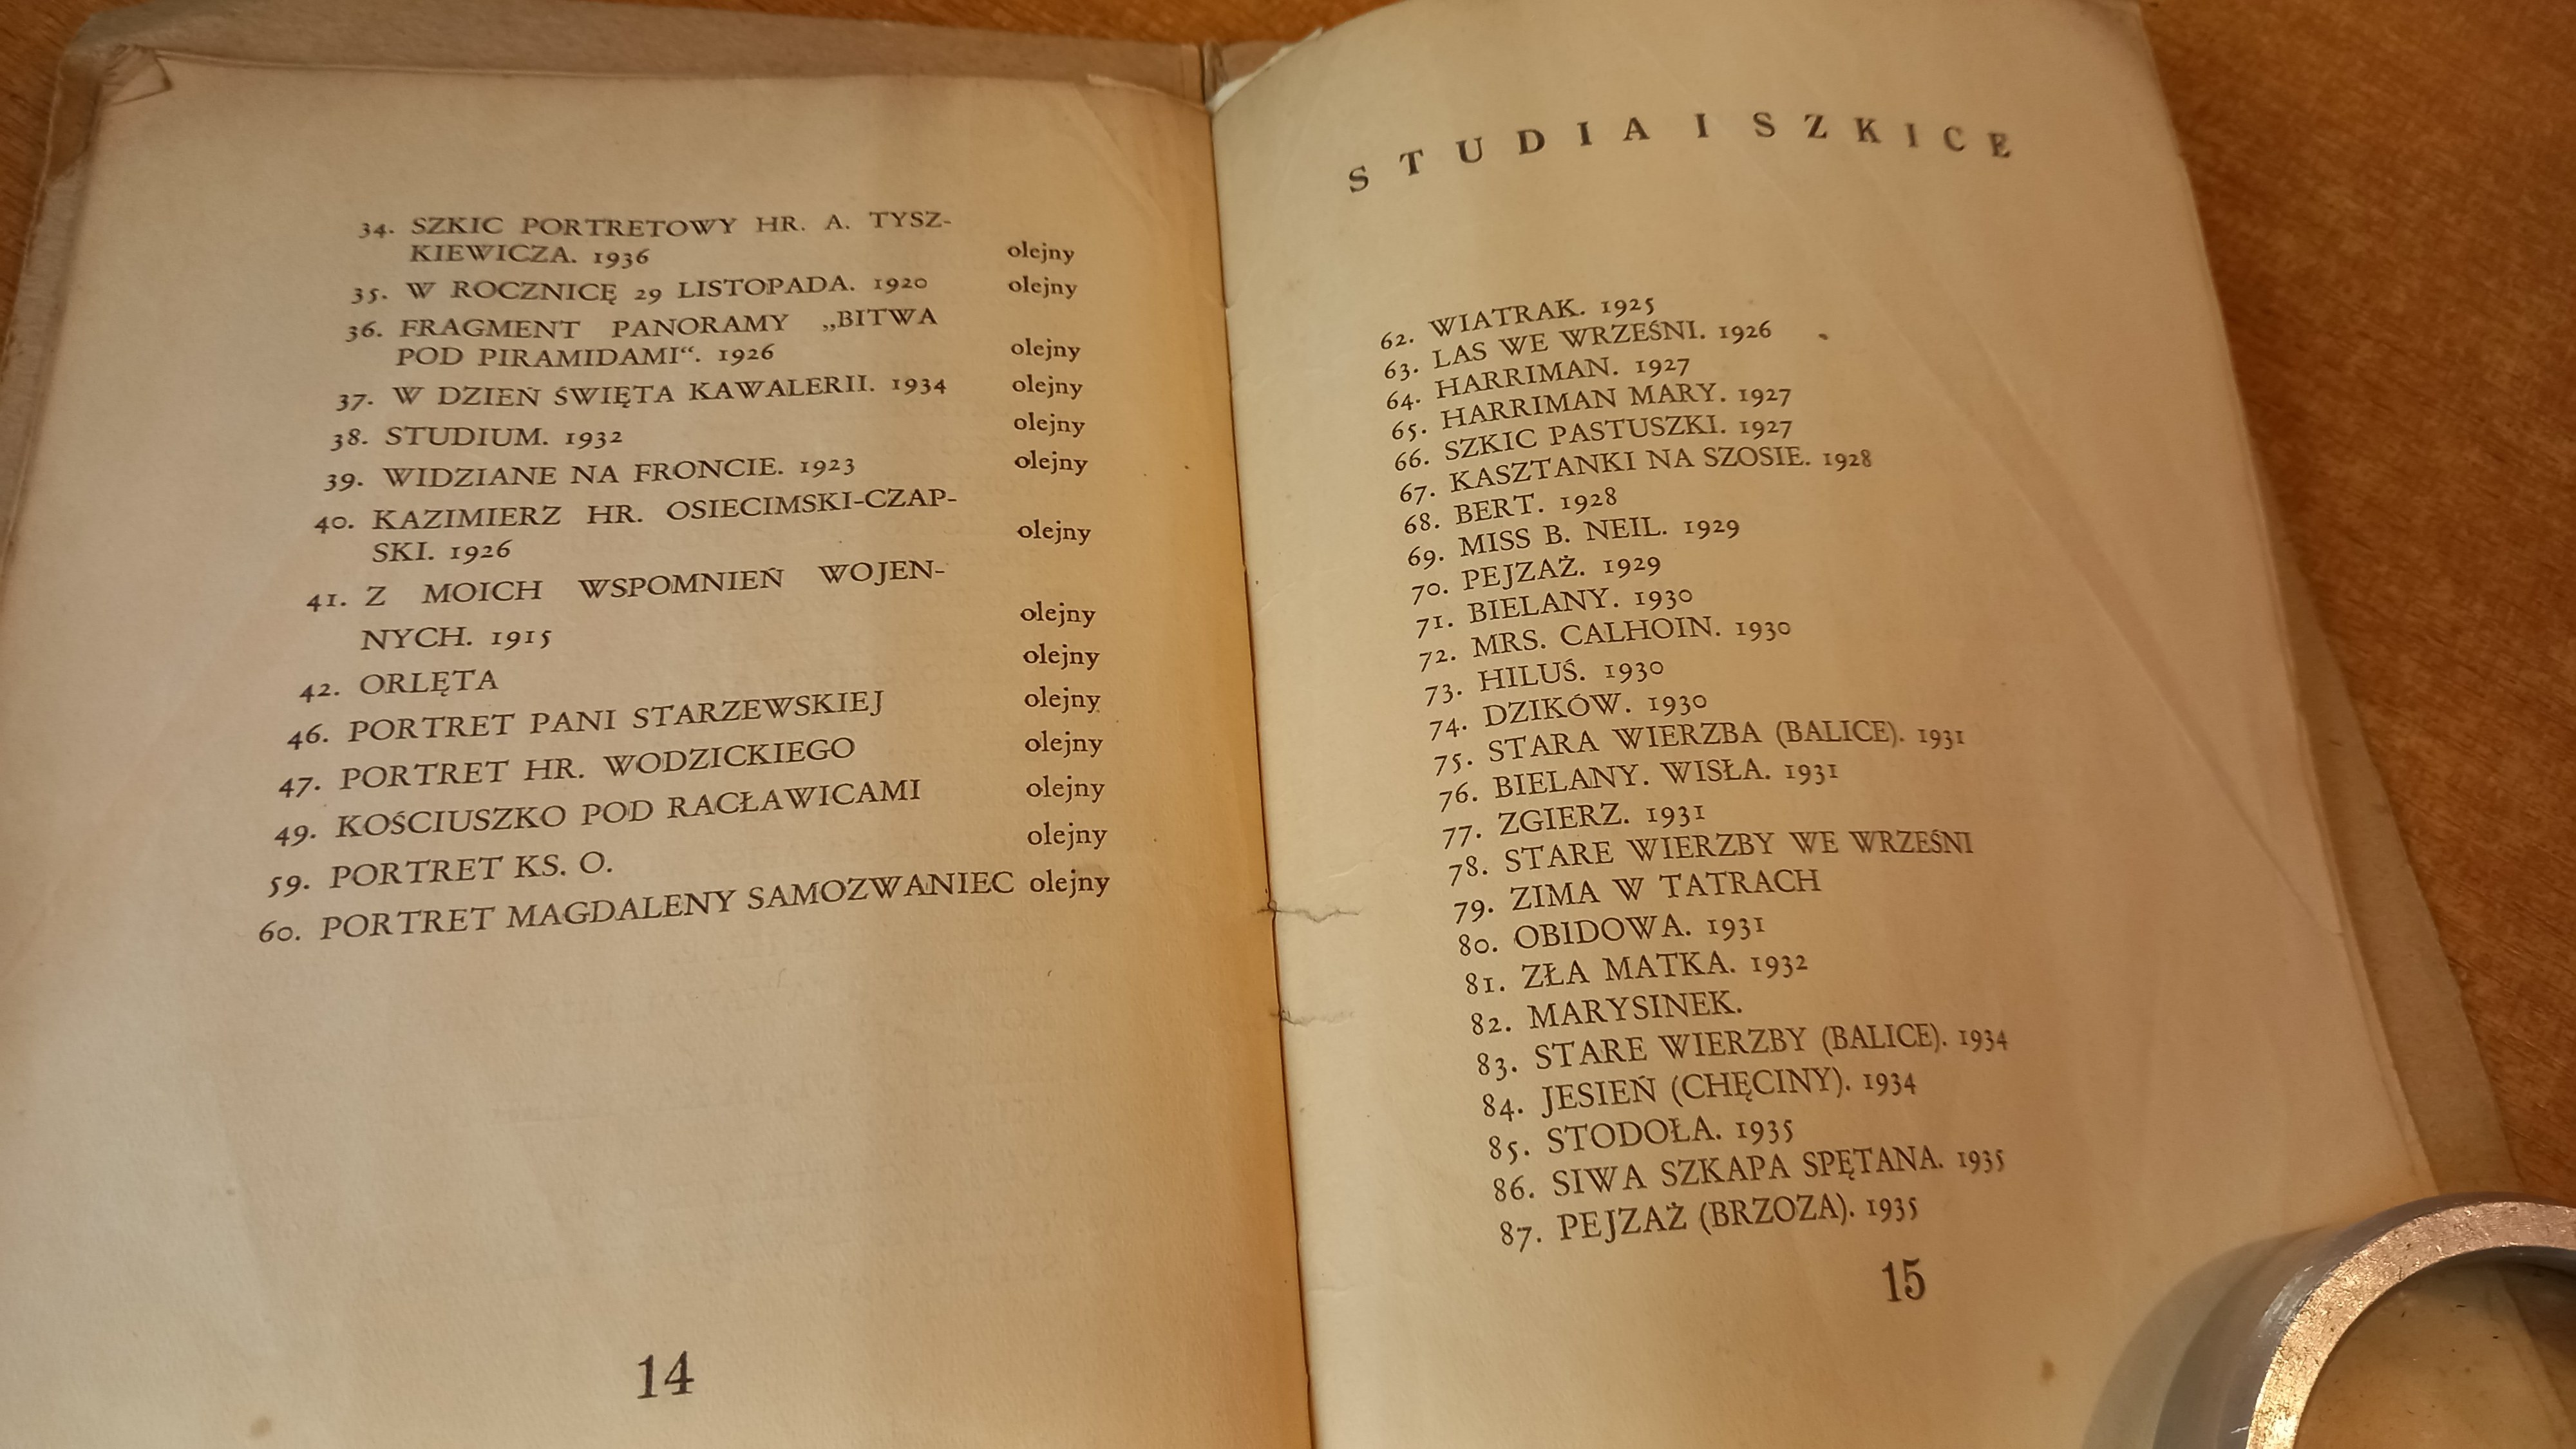 34. SZKIC PORTRETOWY HR. A. TYSZ-
KIEWICZA. 1936 olejny
35. W ROCZNICĘ 29 LISTOPADA. 1920 olejny
36. FRAGMENT PANORAMY „BITWA
POD PIRAMIDAMI“. 1926 olejny
37. W DZIEŃ ŚWIĘTA KAWALERII. 1934 olejny
38. STUDIUM. 1932 olejny
39. WIDZIANE NA FRONCIE. 1923 olejny
40. KAZIMIERZ HR. OSIECIMSKI-CZAP-
SKI. 1926 olejny
41. Z MOICH WSPOMNIEŃ WOJEN-
NYCH. 1915 olejny
42. ORLĘTA olejny
46. PORTRET PANI STARZEWSKIEJ olejny
47. PORTRET HR. WODZICKIEGO olejny
49. KOŚCIUSZKO POD RACŁAWICAMI olejny
59. PORTRET KS. O. olejny
60. PORTRET MAGDALENY SAMOZWANIEC olejny
14
STUDIA I SZKICE
62. WIATRAK. 1925
63. LAS WE WRZEŚNI. 1926
64. HARRIMAN. 1927
65. HARRIMAN MARY. 1927
66. SZKIC PASTUSZKI. 1927
67. KASZTANKI NA SZOSIE. 1928
68. BERT. 1928
69. MISS B. NEIL. 1929
70. PEJZAŻ. 1929
71. BIELANY. 1930
72. MRS. CALHOIN. 1930
73. HILUŚ. 1930
74. DZIKÓW. 1930
75. STARA WIERZBA (BALICE). 1931
76. BIELANY. WISŁA. 1931
77. ZGIERZ. 1931
78. STARE WIERZBY WE WRZEŚNI
79. ZIMA W TATRACH
80. OBIDOWA. 1931
81. ZŁA MATKA. 1932
82. MARYSINEK.
83. STARE WIERZBY (BALICE). 1934
84. JESIEŃ (CHĘCINY). 1934
85. STODOŁA. 1935
86. SIWA SZKAPA SPĘTANA. 1935
87. PEJZAŻ (BRZOZA). 1935
15